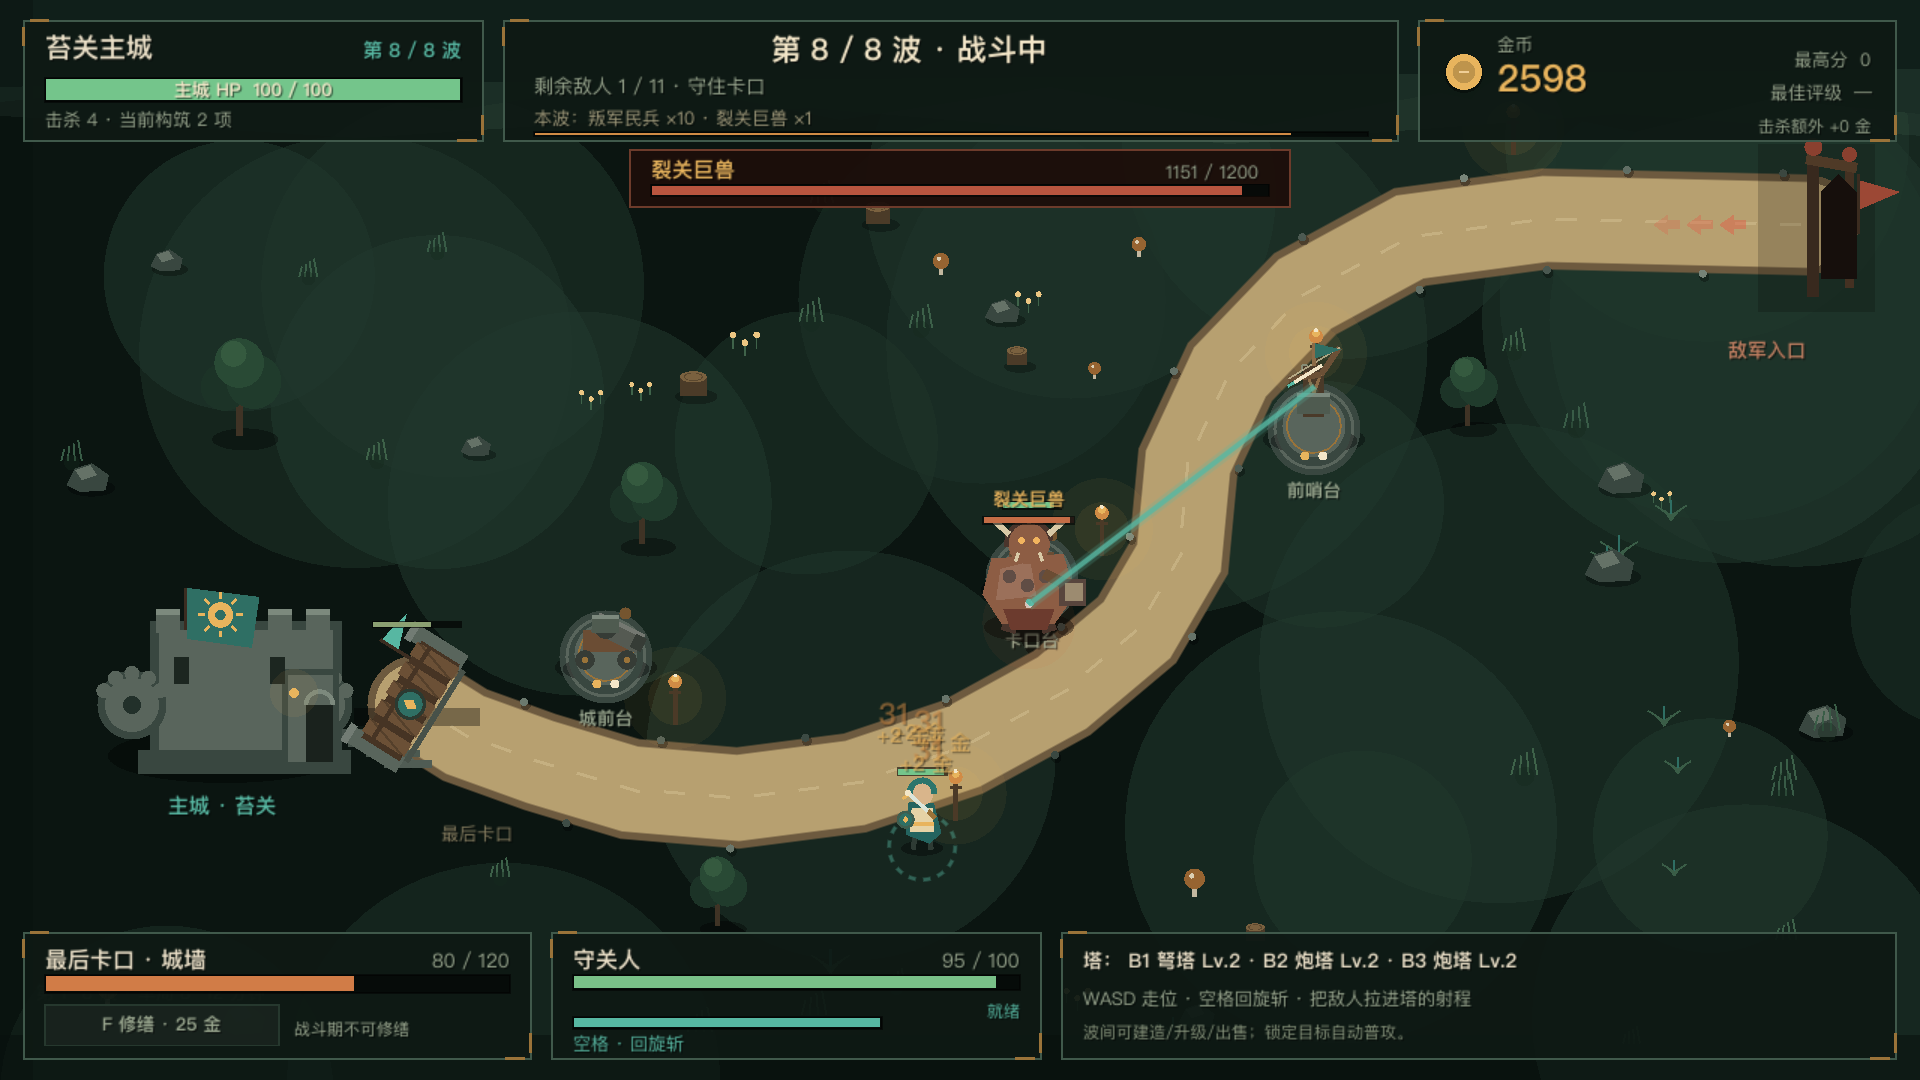 苔关主城
第 8 / 8 波
主城 HP 100 / 100
击杀 4 · 当前构筑 2 项
第 8 / 8 波 · 战斗中
剩余敌人 1 / 11 · 守住卡口
本波：叛军民兵 ×10 · 裂关巨兽 ×1
金币
2598
最高分 0
最佳评级 —
击杀额外 +0 金
裂关巨兽
1151 / 1200
敌军入口
前哨台
裂关巨兽
卡口台
城前台
31
主城 · 苔关
最后卡口
最后卡口 · 城墙
80 / 120
F 修缮 · 25 金
战斗期不可修缮
守关人
95 / 100
就绪
空格 · 回旋斩
塔： B1 弩塔 Lv.2 · B2 炮塔 Lv.2 · B3 炮塔 Lv.2
WASD 走位 · 空格回旋斩 · 把敌人拉进塔的射程
波间可建造/升级/出售；锁定目标自动普攻。